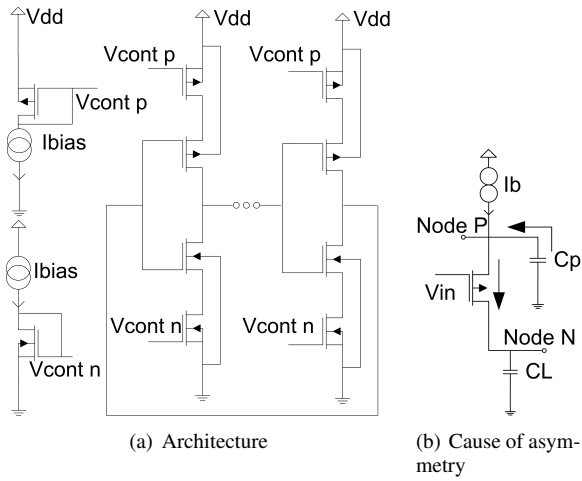 Vdd
Vcont p
Ibias
Ibias
Vcont n
Vdd
Vcont p
Vcont n
Vdd
Vcont p
Vcont n
(a) Architecture
Ib
Node P
Cp
Vin
Node N
CL
(b) Cause of asym-
metry